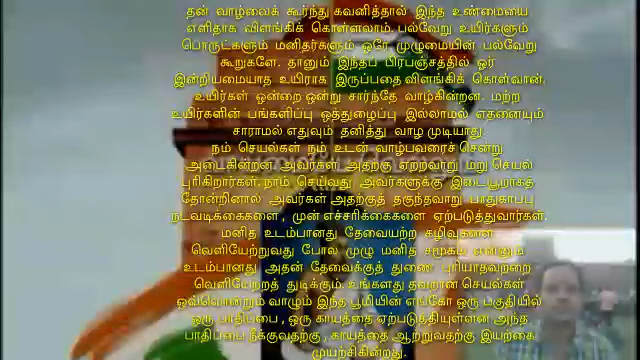 தன் வாழ்வைக் கூர்ந்து கவனித்தால் இந்த உண்மையை
எளிதாக விளங்கிக் கொள்ளலாம். பல்வேறு உயிர்களும்
பொருட்களும் மனிதர்களும் ஒரே முழுமையின் பல்வேறு
கூறுகளே. தானும் இந்தப் பிரபஞ்சத்தில் ஓர்
இன்றியமையாத உயிராக இருப்பதை விளங்கிக் கொள்வான்,
உயிர்கள் ஒன்றை ஒன்று சார்ந்தே வாழ்கின்றன. மற்ற
உயிர்களின் பங்களிப்பு ஒத்துழைப்பு இல்லாமல் எதனையும்
சாராமல் எதுவும் தனித்து வாழ முடியாது.
நம் செயல்கள் நம் உடன் வாழ்பவரைச் சென்று
அடைகின்றன. அவர்கள் அதற்கு ஏற்றவாறு மறு செயல்
புரிகிறார்கள். நாம் செய்வது அவர்களுக்கு இடையூறாகத்
தோன்றினால் அவர்கள் அதற்குத் தகுந்தவாறு பாதுகாப்பு
நடவடிக்கைகளை , முன் எச்சரிக்கைகளை ஏற்படுத்துவார்கள்.
மனித உடம்பானது தேவையற்ற கழிவுகளை
வெளியேற்றுவது போல் முழு மனித சமூகம் என்னும்
உடம்பானது அதன் தேவைக்குத் துணை புரியாதவற்றை
வெளியேற்றத் துடிக்கும். உங்களது தவறான செயல்கள்
ஒவ்வொன்றும் வாழும் இந்த பூமியின் எங்கோ ஒரு பகுதியில்
ஒரு பாதிப்பை , ஒரு காயத்தை ஏற்படுத்தியுள்ளன அந்த
பாதிப்பை நீக்குவதற்கு , காயத்தை ஆற்றுவதற்கு இயற்கை
முயற்சிக்கின்றது.